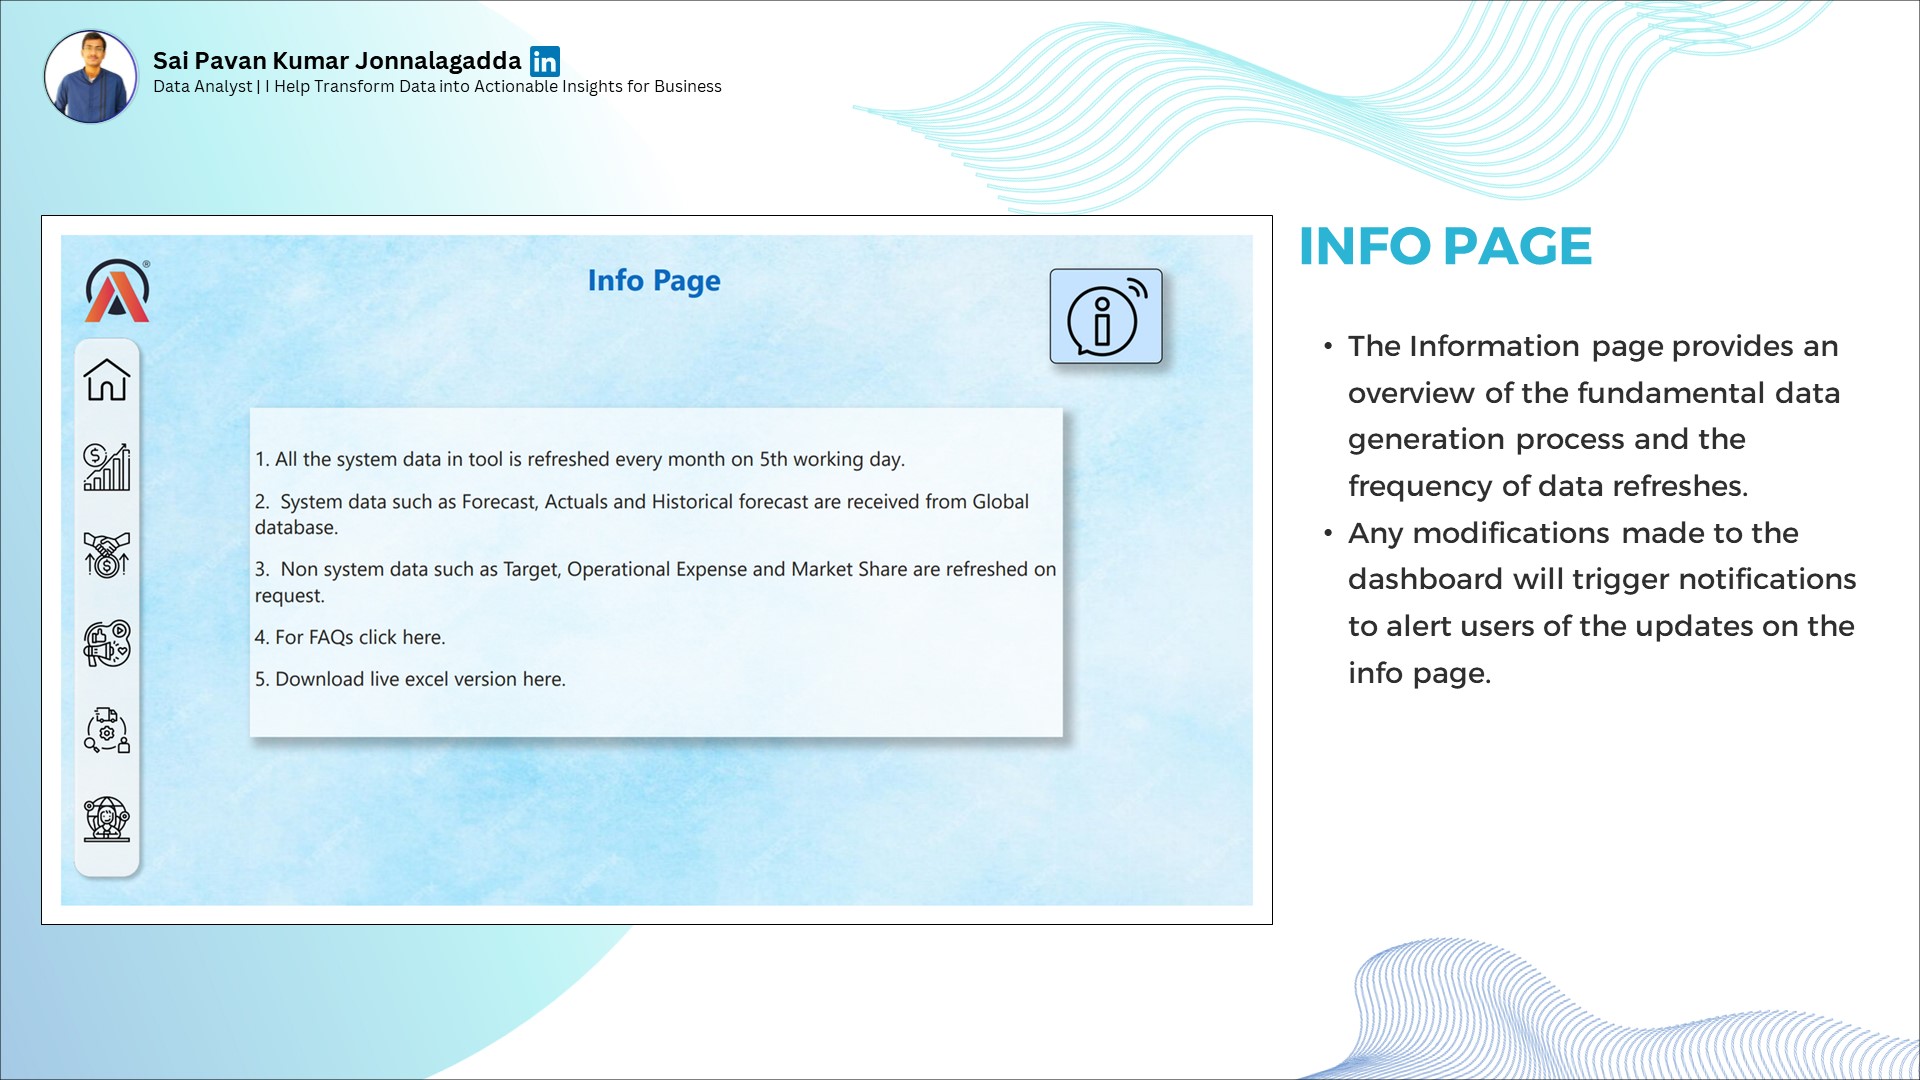 Sai Pavan Kumar Jonnalagadda in
Data Analyst | I Help Transform Data into Actionable Insights for Business
Info Page
1. All the system data in tool is refreshed every month on 5th working day.
2.  System data such as Forecast, Actuals and Historical forecast are received from Global
database.
3.  Non system data such as Target, Operational Expense and Market Share are refreshed on
request.
4. For FAQs click here.
5. Download live excel version here.
INFO PAGE
• The Information page provides an
overview of the fundamental data
generation process and the
frequency of data refreshes.
• Any modifications made to the
dashboard will trigger notifications
to alert users of the updates on the
info page.